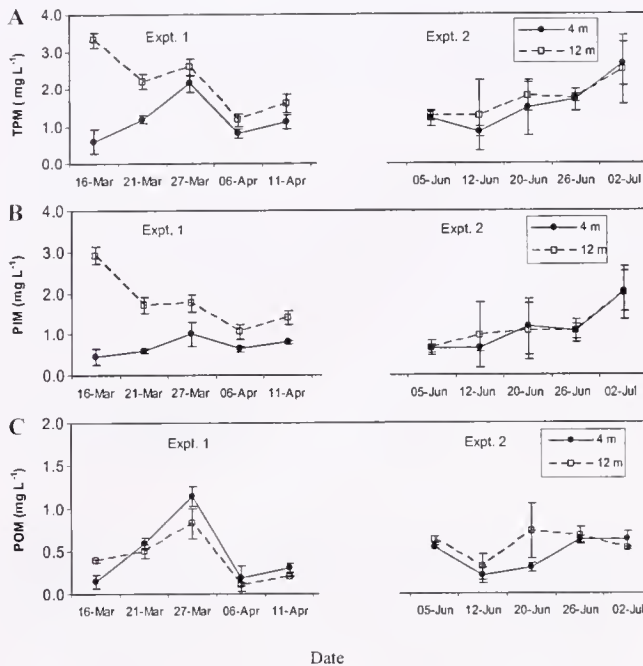 A
Expt. 1
Expt. 2
4 m
12 m
TPM ( mg L⁻¹)
4.0
3.0
2.0
1.0
0.0
16-Mar 21-Mar 27-Mar 06-Apr 11-Apr
05-Jun 12-Jun 20-Jun 26-Jun 02-Jul
B
Expt. 1
Expt. 2
4 m
12 m
PIM (mg L⁻¹)
4.0
3.0
2.0
1.0
0.0
16-Mar 21-Mar 27-Mar 06-Apr 11-Apr
05-Jun 12-Jun 20-Jun 26-Jun 02-Jul
C
Expt. 1
Expt. 2
4 m
12 m
POM (mg L⁻¹)
2.0
1.5
1.0
0.5
0.0
16-Mar 21-Mar 27-Mar 06-Apr 11-Apr
05-Jun 12-Jun 20-Jun 26-Jun 02-Jul
Date